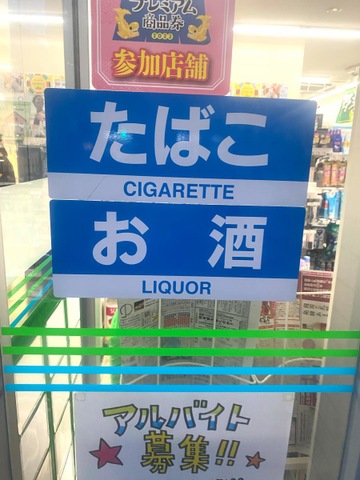 プレミアム
商品券
2023
参加店舗
たばこ
CIGARETTE
お 酒
LIQUOR
アルバイト
募集!!